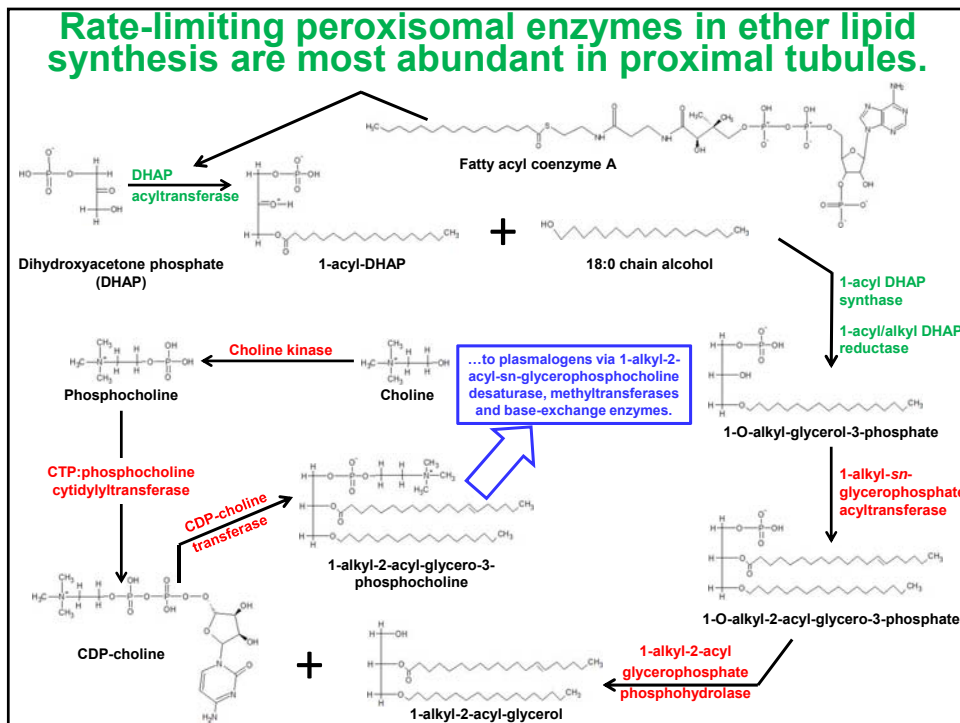 Rate-limiting peroxisomal enzymes in ether lipid
synthesis are most abundant in proximal tubules.
Fatty acyl coenzyme A
DHAP
acyltransferase
Dihydroxyacetone phosphate
(DHAP)
1-acyl-DHAP
+
18:0 chain alcohol
1-acyl DHAP
synthase
1-acyl/alkyl DHAP
reductase
1-O-alkyl-glycerol-3-phosphate
Choline kinase
Phosphocholine
Choline
...to plasmalogens via 1-alkyl-2-
acyl-sn-glycerophosphocholine
desaturase, methyltransferases
and base-exchange enzymes.
CTP:phosphocholine
cytidylyltransferase
CDP-choline
transferase
1-alkyl-2-acyl-glycero-3-
phosphocholine
1-alkyl-sn-
glycerophosphate
acyltransferase
1-O-alkyl-2-acyl-glycero-3-phosphate
CDP-choline
+
1-alkyl-2-acyl-glycerol
1-alkyl-2-acyl
glycerophosphate
phosphohydrolase